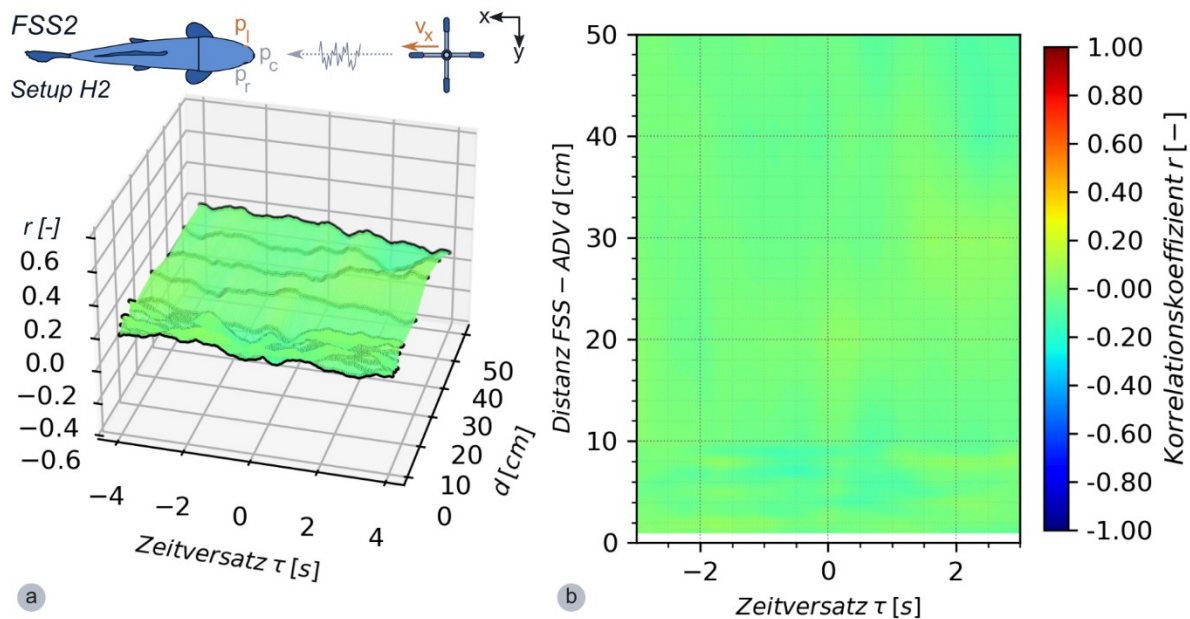 FSS2
Setup H2
p_l
p_c
p_r
v_x
x
y
r [-]
0.6
0.4
0.2
0.0
−0.2
−0.4
−0.6
−4
−2
0
2
4
Zeitversatz τ [s]
0
10
20
30
40
50
d [cm]
a
50
40
30
20
10
0
Distanz FSS − ADV d [cm]
−2
0
2
Zeitversatz τ [s]
b
1.00
0.80
0.60
0.40
0.20
-0.00
-0.20
-0.40
-0.60
-0.80
-1.00
Korrelationskoeffizient r [−]